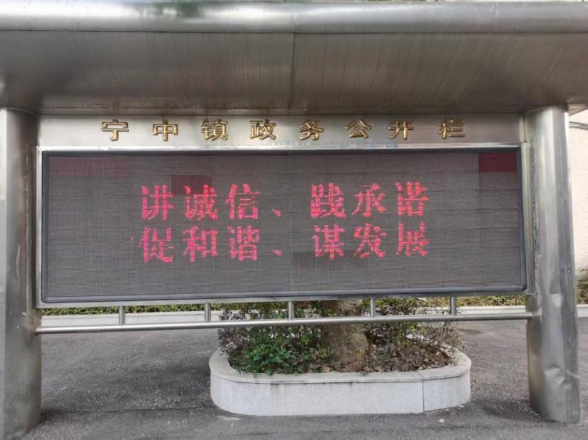 宁中镇政务公开栏
讲诚信、践承诺
促和谐、谋发展